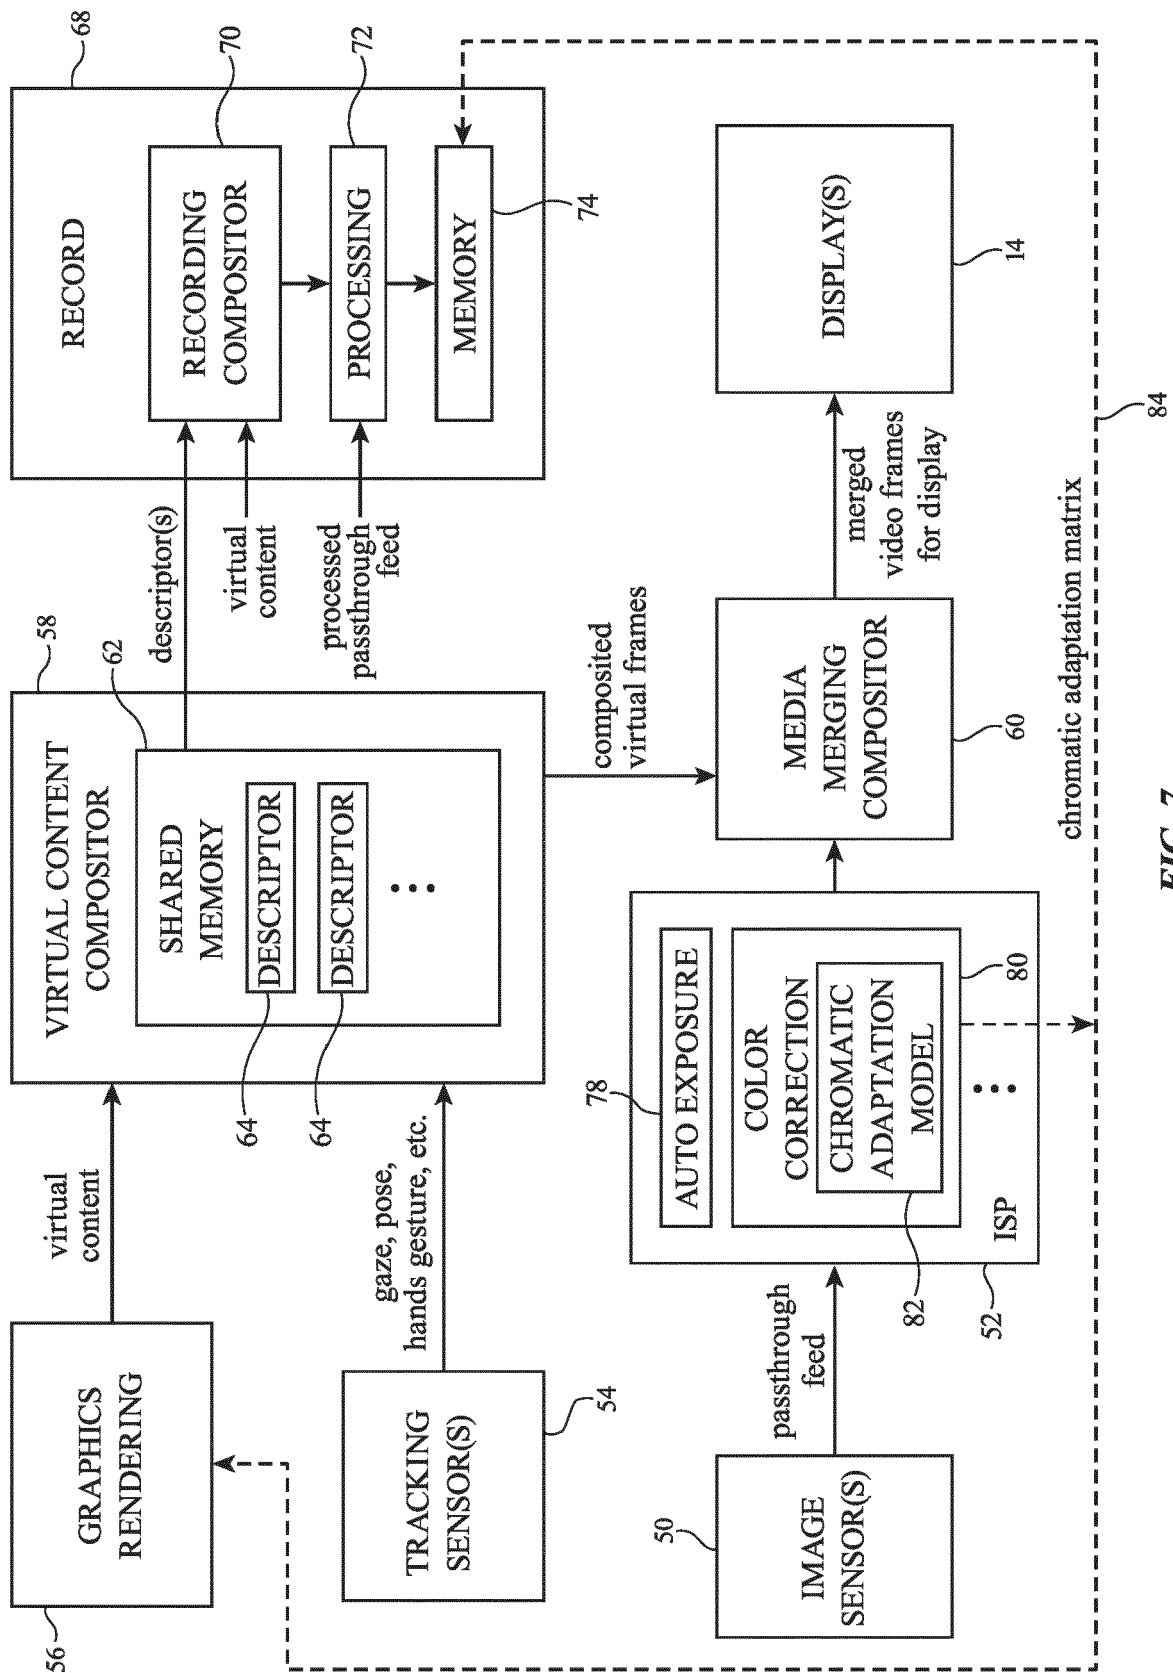 56
GRAPHICS
RENDERING
virtual
content
TRACKING
SENSOR(S)
54
gaze, pose,
hands gesture, etc.
58
VIRTUAL CONTENT
COMPOSITOR
62
SHARED
MEMORY
DESCRIPTOR
DESCRIPTOR
64
64
descriptor(s)
virtual
content
processed
passthrough
feed
68
RECORD
70
RECORDING
COMPOSITOR
72
PROCESSING
MEMORY
74
composited
virtual frames
50
IMAGE
SENSOR(S)
passthrough
feed
78
AUTO EXPOSURE
COLOR
CORRECTION
CHROMATIC
ADAPTATION
MODEL
80
82
ISP
52
MEDIA
MERGING
COMPOSITOR
60
merged
video frames
for display
DISPLAY(S)
14
chromatic adaptation matrix
84
FIG. 7